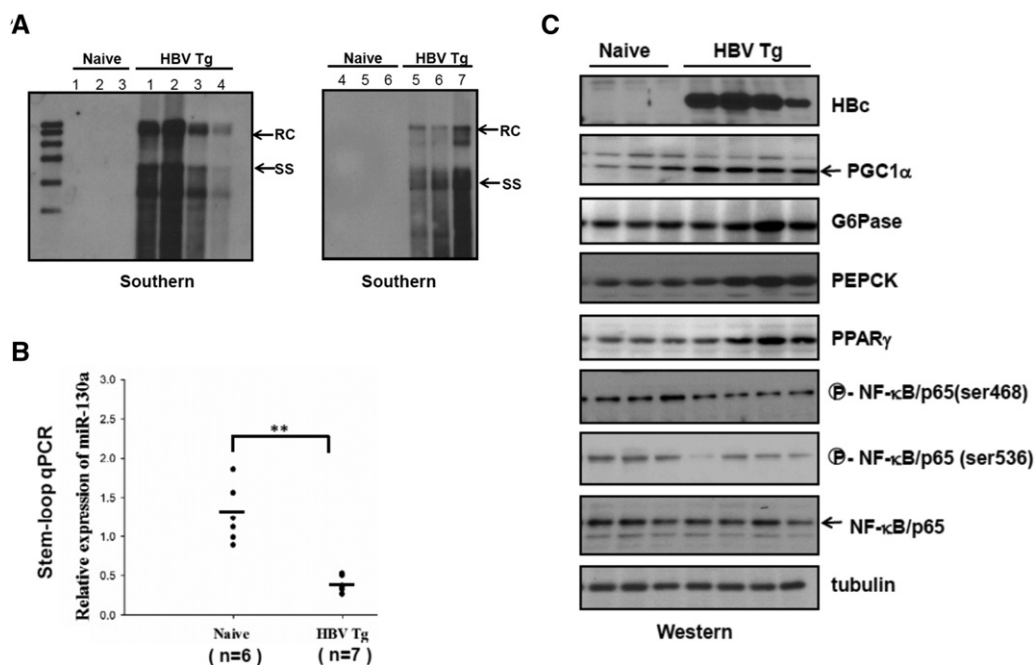 A
Naive HBV Tg
1 2 3 1 2 3 4
RC
SS
Southern
Naive HBV Tg
4 5 6 5 6 7
RC
SS
Southern
B
Stem-loop qPCR
Relative expression of miR-130a
3.0
2.5
2.0
1.5
1.0
0.5
0.0
**
Naive HBV Tg
( n=6) ( n=7)
C
Naive HBV Tg
HBc
PGC1α
G6Pase
PEPCK
PPARγ
Ⓟ- NF-κB/p65(ser468)
Ⓟ- NF-κB/p65 (ser536)
NF-κB/p65
tubulin
Western